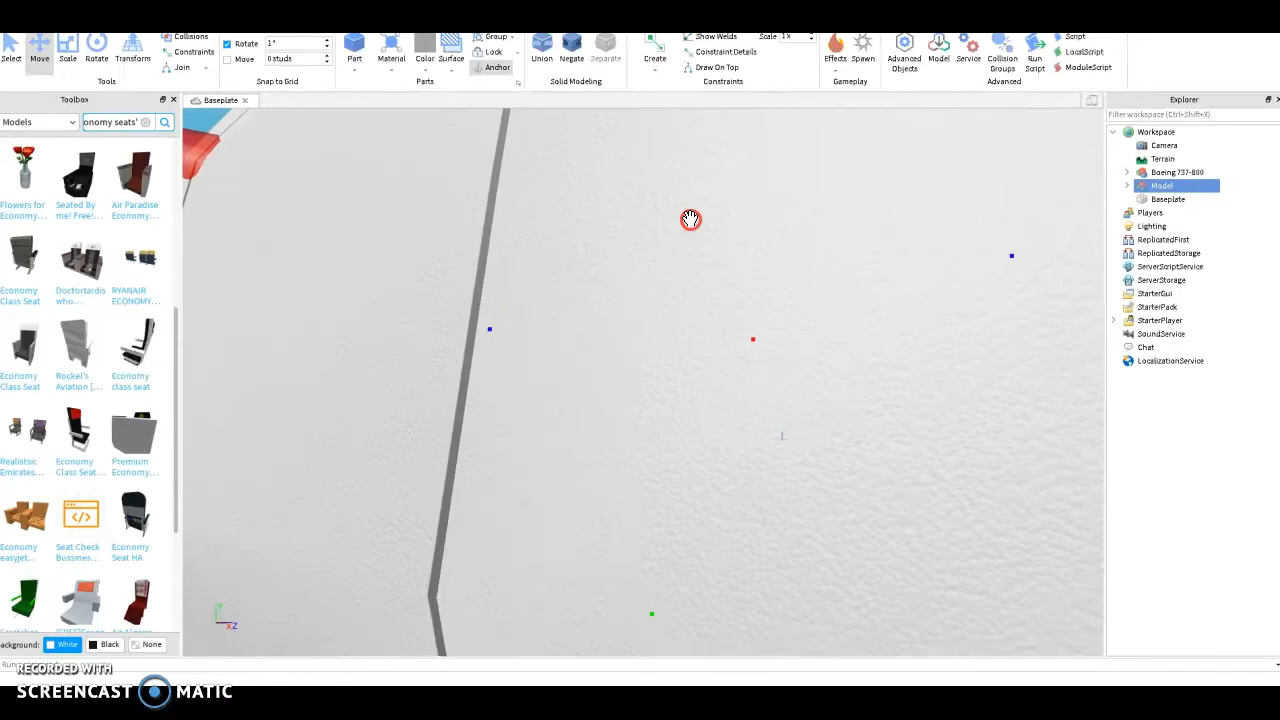 Collisions
Rotate 1°
Group
Show Welds
Scale 1x
Script
Constraints
Lock
Constraint Details
LocalScript
Select Move Scale Rotate Transform
Move 0 studs
Part Material Color Surface
Union Negate Separate
Create
Effects Spawn
Advanced Objects
Model Service
Collision Groups
Run Script
Join
Anchor
Draw On Top
ModuleScript
Tools
Snap to Grid
Parts
Solid Modeling
Constraints
Gameplay
Advanced
Toolbox
Baseplate
Explorer
Models
onomy seats'
Filter workspace (Ctrl+Shift+X)
Workspace
Camera
Terrain
Boeing 737-800
Model
Baseplate
Players
Lighting
ReplicatedFirst
ReplicatedStorage
ServerScriptService
ServerStorage
StarterGui
StarterPack
StarterPlayer
SoundService
Chat
LocalizationService
Flowers for Economy...
Seated By me! Free!...
Air Paradise Economy...
Economy Class Seat
Doctortardis who...
RYANAIR ECONOMY...
Economy Class Seat
Rockel's Aviation [...
Economy class seat
Realistsic Emirates...
Economy Class Seat...
Premium Economy...
Economy easyjet...
Seat Check Bussines...
Economy Seat HA
ackground: White Black None
Y
XZ
RECORDED WITH
SCREENCAST MATIC